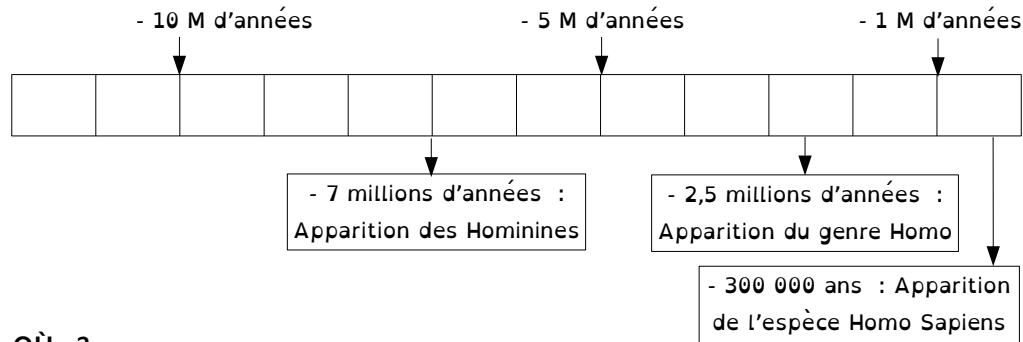 - 10 M d'années
- 5 M d'années
- 1 M d'années
- 7 millions d'années :
Apparition des Hominines
- 2,5 millions d'années :
Apparition du genre Homo
- 300 000 ans : Apparition
de l'espèce Homo Sapiens
OÙ ?